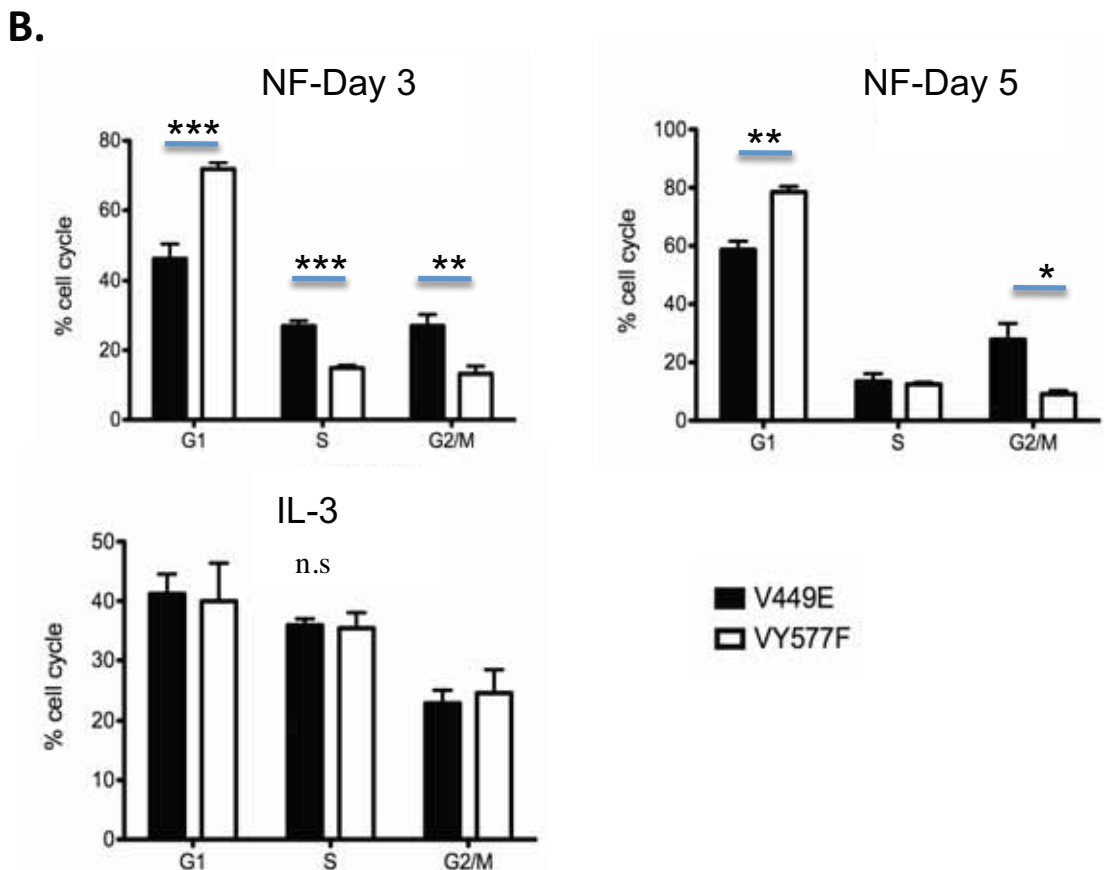 B.
NF-Day 3
% cell cycle
80
60
40
20
0
***
***
**
G1 S G2/M
NF-Day 5
% cell cycle
100
80
60
40
20
0
**
*
G1 S G2/M
IL-3
n.s
% cell cycle
50
40
30
20
10
0
G1 S G2/M
V449E
VY577F